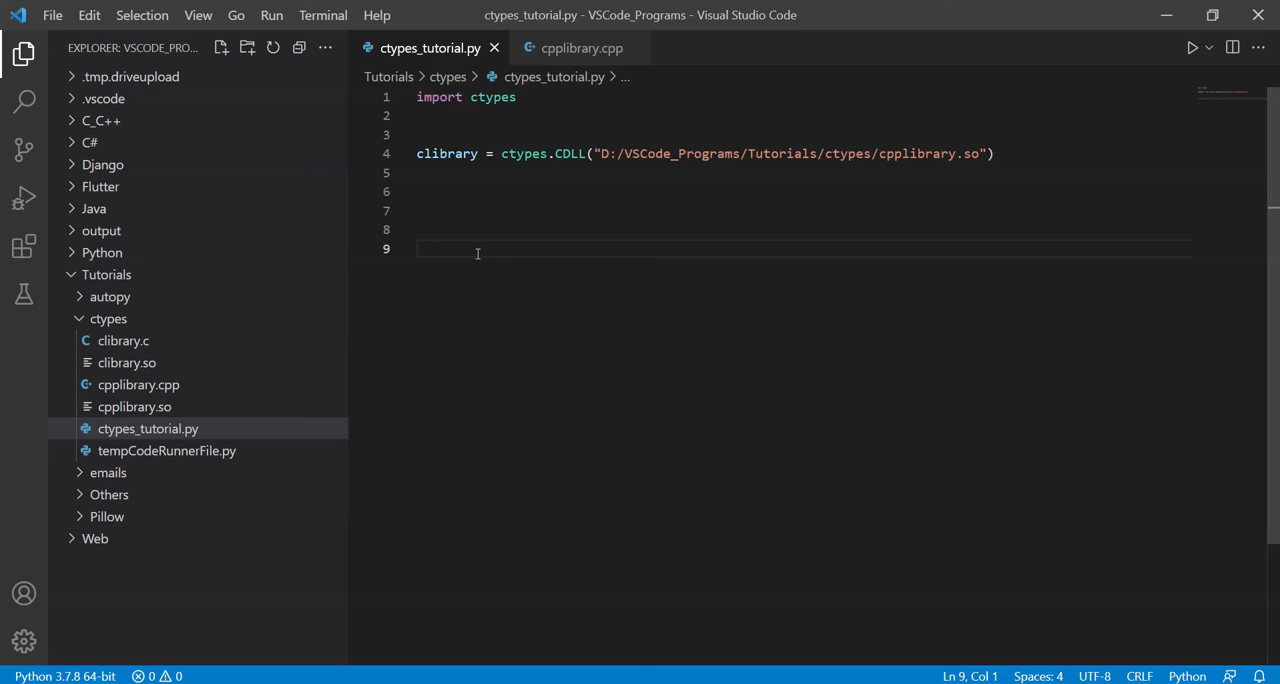 File Edit Selection View Go Run Terminal Help ctypes_tutorial.py - VSCode_Programs - Visual Studio Code
EXPLORER: VSCODE_PRO...
.tmp.driveupload
.vscode
C_C++
C#
Django
Flutter
Java
output
Python
Tutorials
autopy
ctypes
C clibrary.c
clibrary.so
cpplibrary.cpp
cpplibrary.so
ctypes_tutorial.py
tempCodeRunnerFile.py
emails
Others
Pillow
Web
ctypes_tutorial.py cpplibrary.cpp
Tutorials > ctypes > ctypes_tutorial.py > ...
1 import ctypes
2
3
4 clibrary = ctypes.CDLL("D:/VSCode_Programs/Tutorials/ctypes/cpplibrary.so")
5
6
7
8
9
Python 3.7.8 64-bit 0 0 Ln 9, Col 1 Spaces: 4 UTF-8 CRLF Python